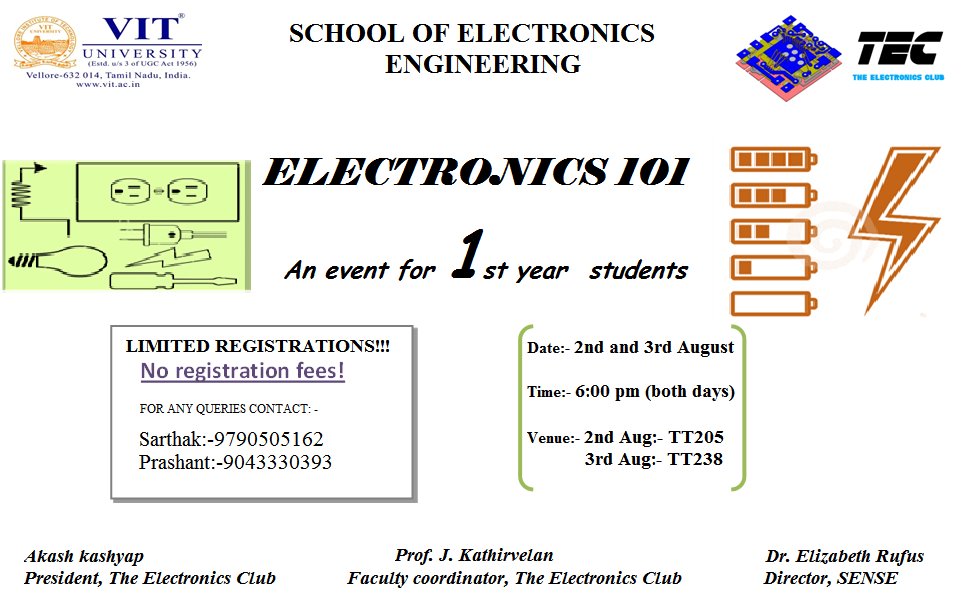 VIT
®
UNIVERSITY
(Estd. u/s 3 of UGC Act 1956)
Vellore-632 014, Tamil Nadu, India.
www.vit.ac.in
SCHOOL OF ELECTRONICS
ENGINEERING
TEC
THE ELECTRONICS CLUB
ELECTRONICS 101
An event for 1st year students
LIMITED REGISTRATIONS!!!
No registration fees!
FOR ANY QUERIES CONTACT: -
Sarthak:-9790505162
Prashant:-9043330393
Date:- 2nd and 3rd August
Time:- 6:00 pm (both days)
Venue:- 2nd Aug:- TT205
3rd Aug:- TT238
Akash kashyap
President, The Electronics Club
Prof. J. Kathirvelan
Faculty coordinator, The Electronics Club
Dr. Elizabeth Rufus
Director, SENSE